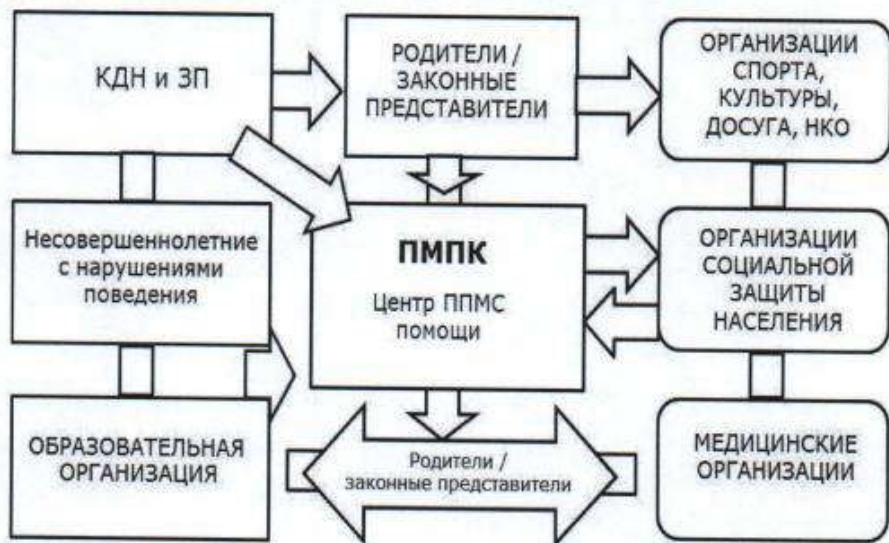 КДН и ЗП
РОДИТЕЛИ /
ЗАКОННЫЕ
ПРЕДСТАВИТЕЛИ
ОРГАНИЗАЦИИ
СПОРТА,
КУЛЬТУРЫ,
ДОСУГА, НКО
Несовершеннолетние
с нарушениями
поведения
ПМПК
Центр ППМС
помощи
ОРГАНИЗАЦИИ
СОЦИАЛЬНОЙ
ЗАЩИТЫ
НАСЕЛЕНИЯ
ОБРАЗОВАТЕЛЬНАЯ
ОРГАНИЗАЦИЯ
Родители /
законные представители
МЕДИЦИНСКИЕ
ОРГАНИЗАЦИИ